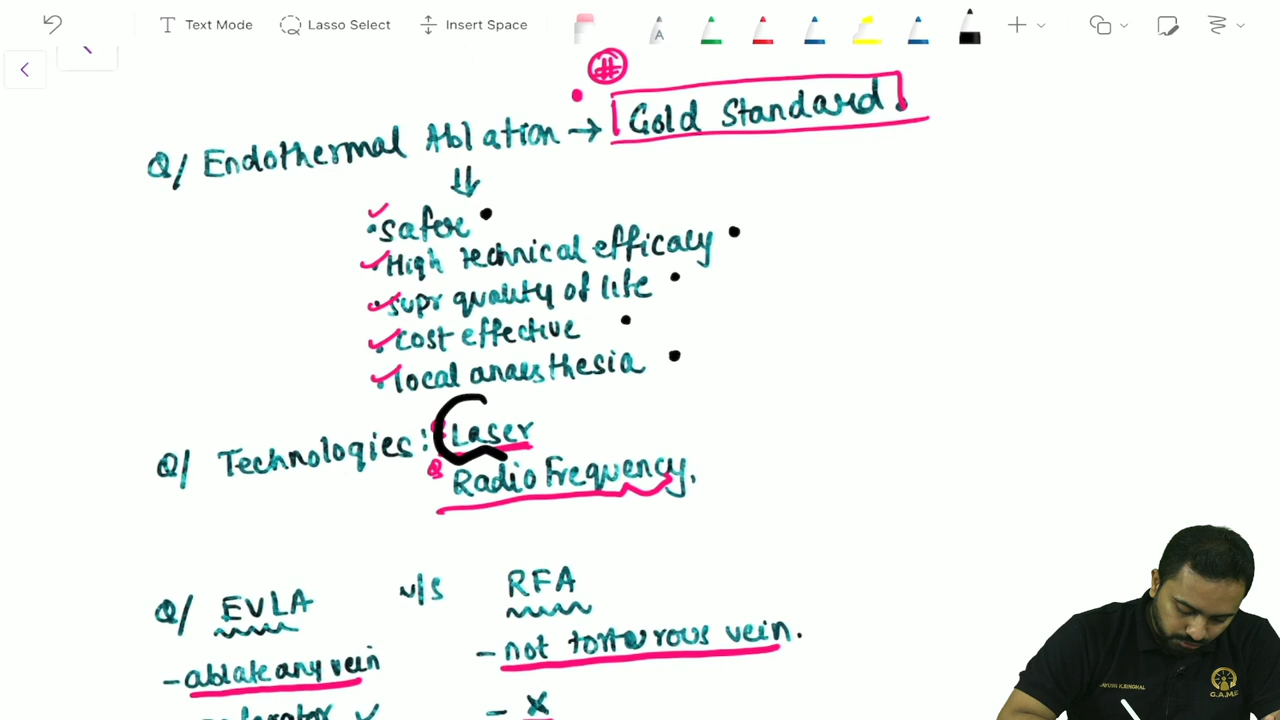 Text Mode Lasso Select Insert Space
#
Q/ Endothermal Ablation → Gold Standard.
⇓
• Safer
• High technical efficacy
• Supr quality of life
• Cost effective
• local anaesthesia
Q/ Technologies: Laser
Radio Frequency,
Q/ EVLA v/s RFA
- ablate any vein - not torturous vein.
- x
G.A.M.E